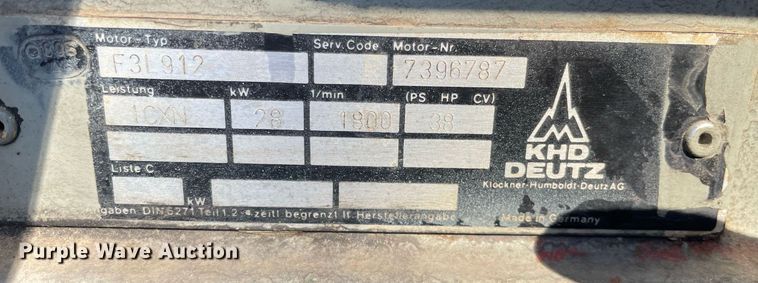 Motor-Typ Serv. Code Motor-Nr.
F3L912 7396787
Leistung kW 1/min (PS HP CV)
ICXN 28 1800 38
Liste C
kW
KHD
DEUTZ
Klöckner-Humboldt-Deutz AG
gaben. DIN 6271 Teil 1.2 zeitl begrenzt lt. Herstellerangabe
Made in Germany
Purple Wave Auction